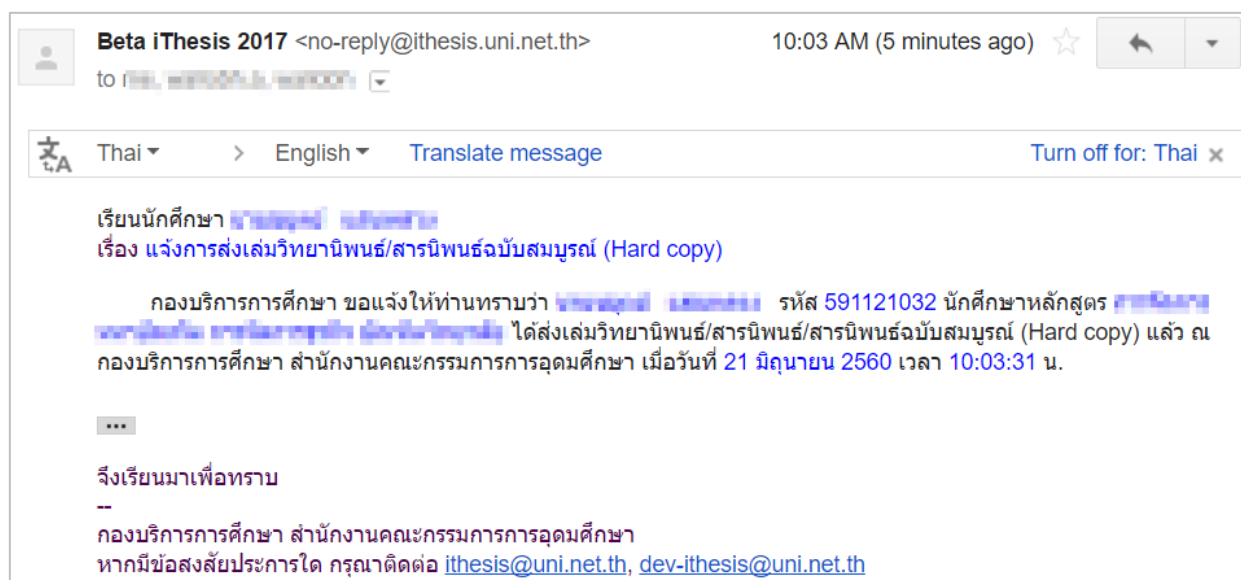 Beta iThesis 2017 <no-reply@ithesis.uni.net.th> 10:03 AM (5 minutes ago)
to
Thai > English Translate message Turn off for: Thai ×
เรียนนักศึกษา
เรื่อง แจ้งการส่งเล่มวิทยานิพนธ์/สารนิพนธ์ฉบับสมบูรณ์ (Hard copy)
กองบริการการศึกษา ขอแจ้งให้ท่านทราบว่า รหัส 591121032 นักศึกษาหลักสูตร
ได้ส่งเล่มวิทยานิพนธ์/สารนิพนธ์/สารนิพนธ์ฉบับสมบูรณ์ (Hard copy) แล้ว ณ
กองบริการการศึกษา สำนักงานคณะกรรมการการอุดมศึกษา เมื่อวันที่ 21 มิถุนายน 2560 เวลา 10:03:31 น.
...
จึงเรียนมาเพื่อทราบ
--
กองบริการการศึกษา สำนักงานคณะกรรมการการอุดมศึกษา
หากมีข้อสงสัยประการใด กรุณาติดต่อ ithesis@uni.net.th, dev-ithesis@uni.net.th